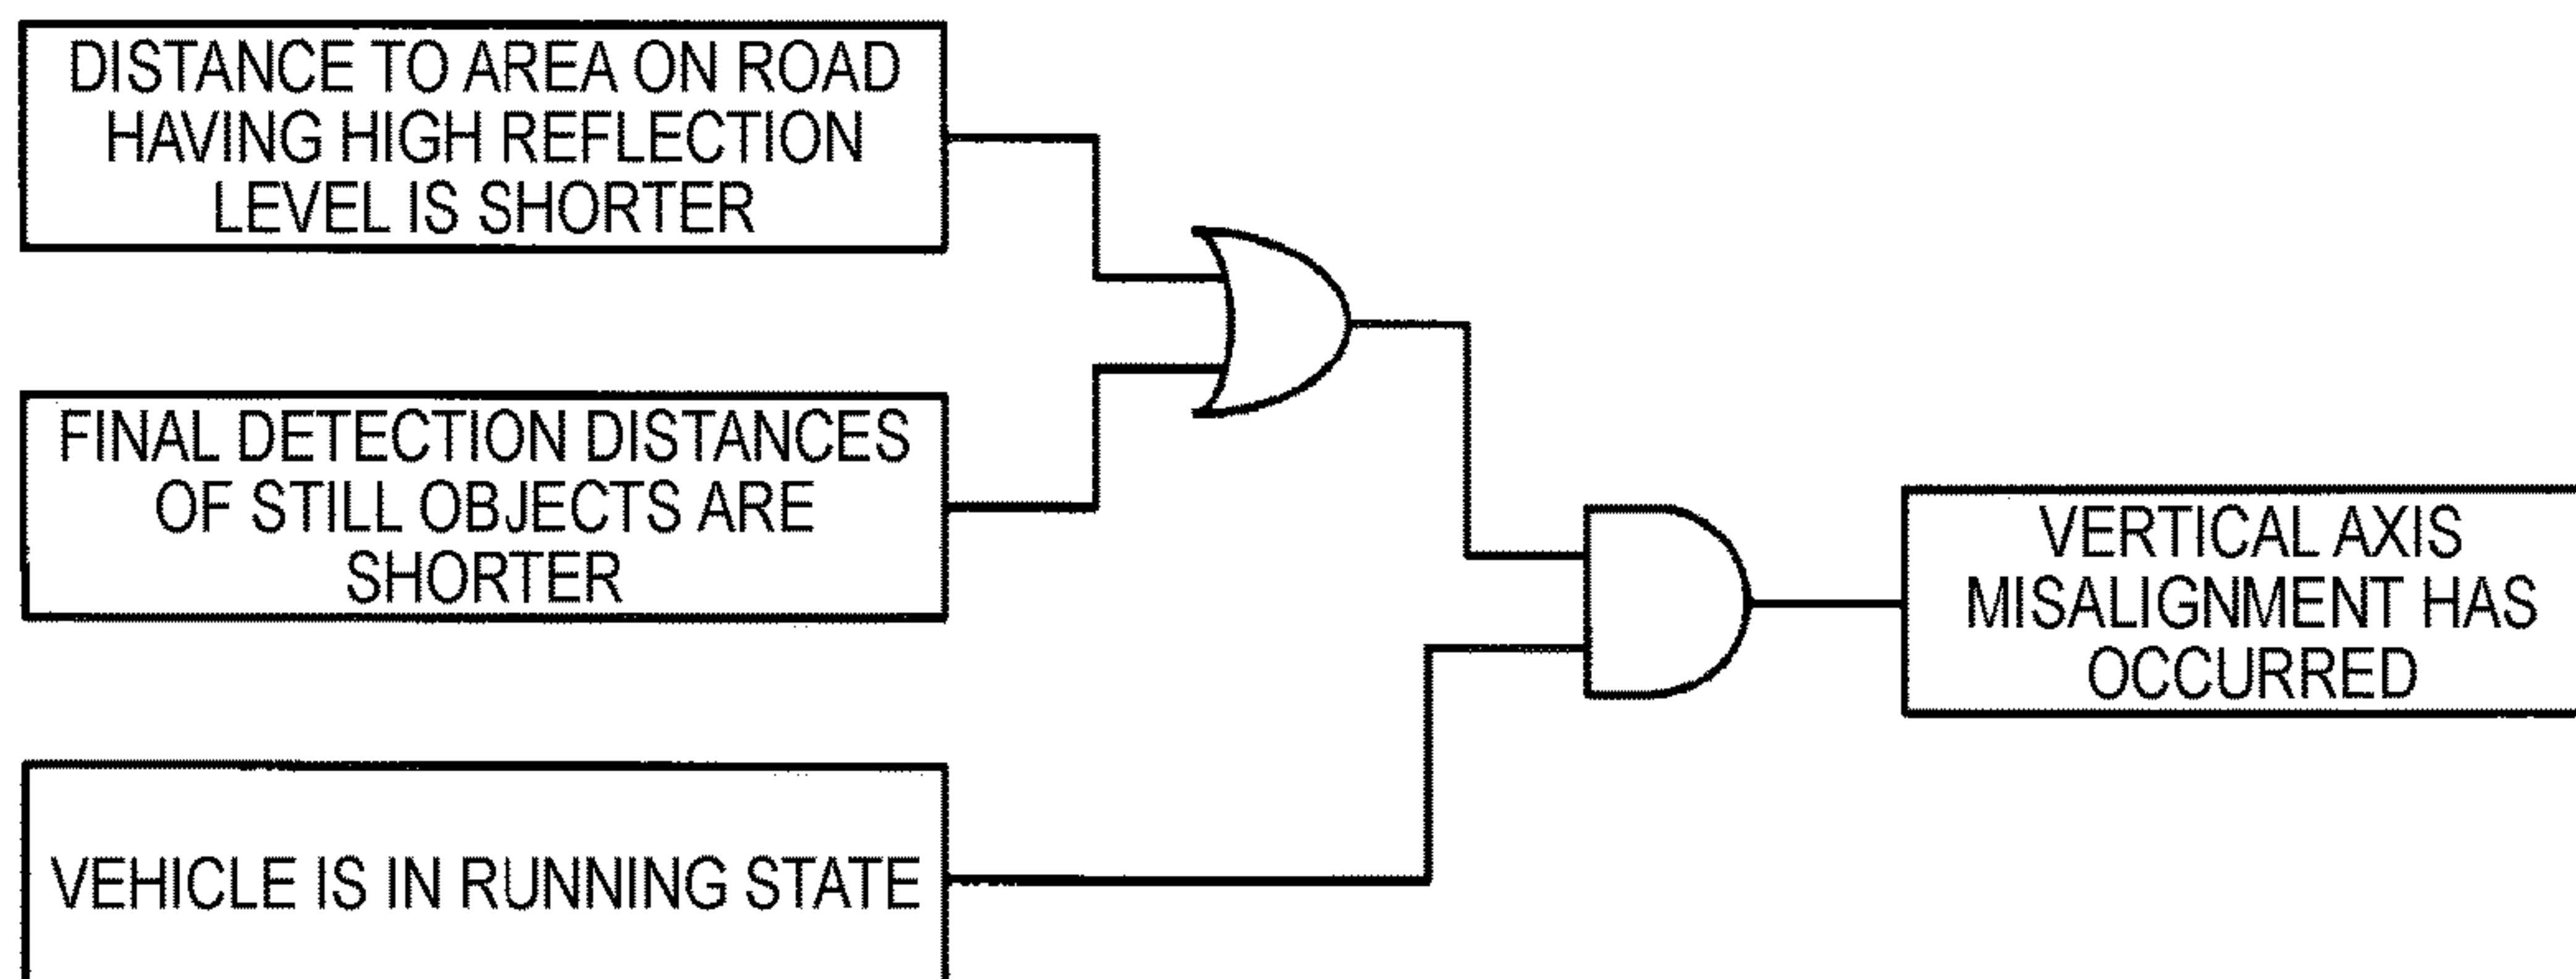 DISTANCE TO AREA ON ROAD
HAVING HIGH REFLECTION
LEVEL IS SHORTER
FINAL DETECTION DISTANCES
OF STILL OBJECTS ARE
SHORTER
VERTICAL AXIS
MISALIGNMENT HAS
OCCURRED
VEHICLE IS IN RUNNING STATE